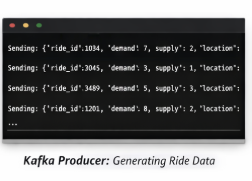 Sending: {'ride_id':1034, 'demand': 7, 'supply': 2, 'location':
Sending: {'ride_id':3045, 'demand': 3, 'supply': 1, 'location':
Sending: {'ride_id':3489, 'demand': 5, 'supply': 3, 'location':
Sending: {'ride_id':1201, 'demand': 8, 'supply': 2, 'location':
...
Kafka Producer: Generating Ride Data